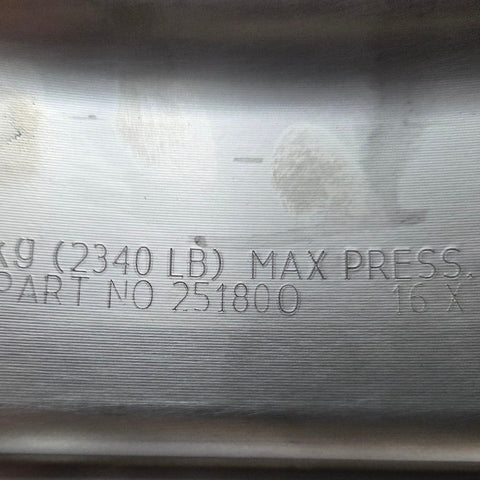 kg (2340 LB) MAX PRESS.
PART NO 251800 16 X